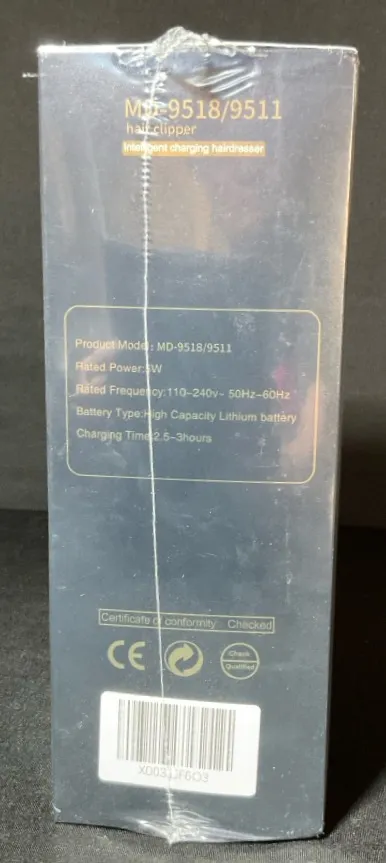 MD-9518/9511
hair clipper
Intelligent charging hairdresser
Product Model: MD-9518/9511
Rated Power:5W
Rated Frequency:110-240v- 50Hz-60Hz
Battery Type:High Capacity Lithium battery
Charging Time:2.5-3hours
Certificate of conformity Checked
CE
Check
Qualified